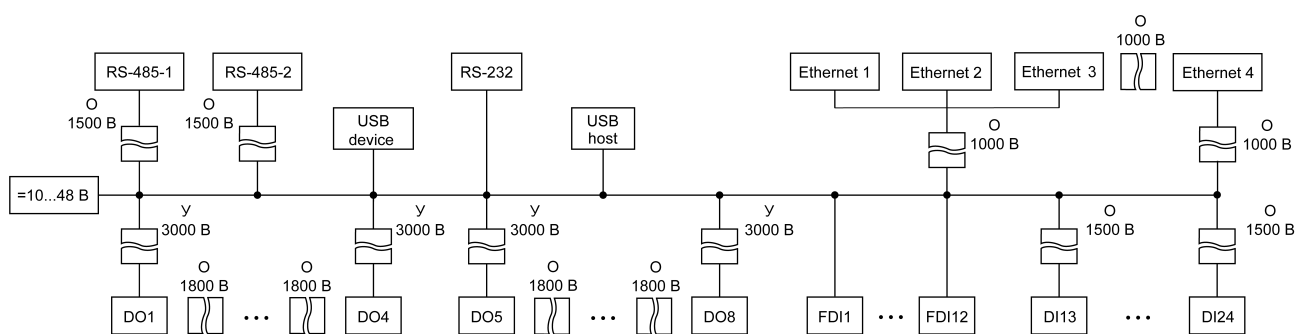 О
1000 В
RS-485-1
RS-485-2
RS-232
Ethernet 1
Ethernet 2
Ethernet 3
Ethernet 4
О
1500 В
О
1500 В
USB
device
USB
host
О
1000 В
О
1000 В
=10...48 В
У
3000 В
У
3000 В
У
3000 В
У
3000 В
О
1500 В
О
1500 В
О
1800 В
О
1800 В
О
1800 В
О
1800 В
DO1
...
DO4
DO5
...
DO8
FDI1
...
FDI12
DI13
...
DI24